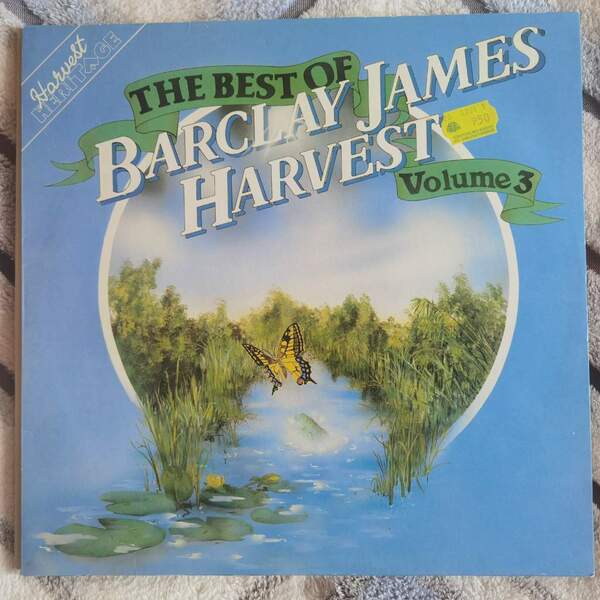 Harvest
HERITAGE
THE BEST OF
BARCLAY JAMES
HARVEST
Volume 3